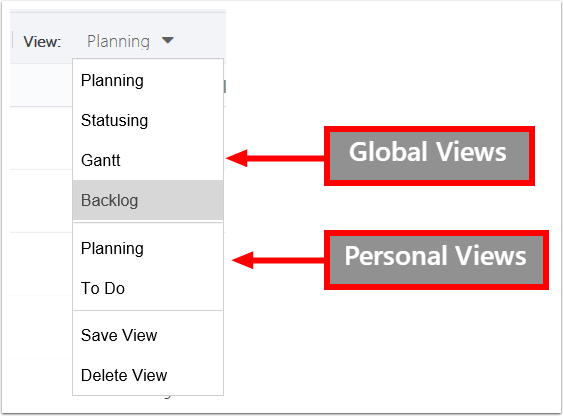 View: Planning
Planning
Statusing
Gantt
Backlog
Planning
To Do
Save View
Delete View
Global Views
Personal Views